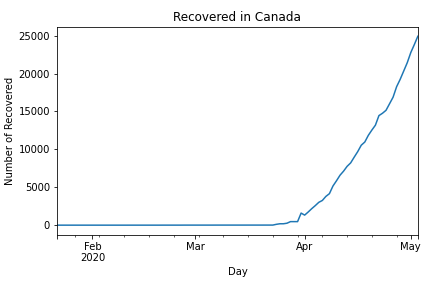 Recovered in Canada
Number of Recovered
25000
20000
15000
10000
5000
0
Feb
2020
Mar
Apr
May
Day